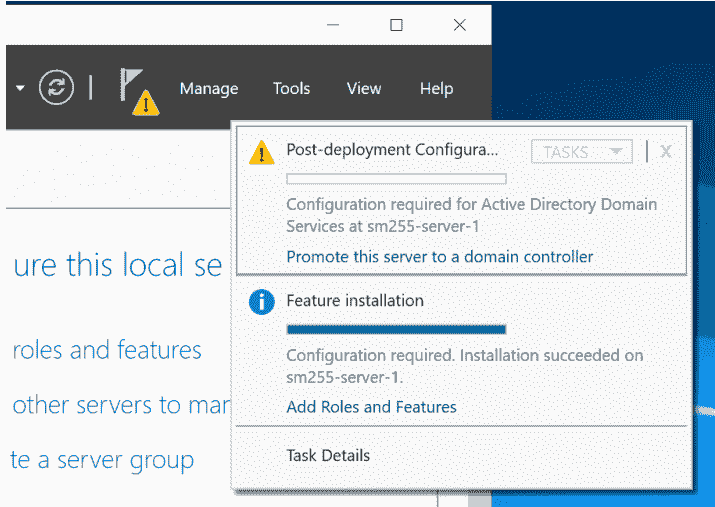 Manage Tools View Help
Post-deployment Configura... TASKS X
Configuration required for Active Directory Domain
Services at sm255-server-1
Promote this server to a domain controller
ure this local se
Feature installation
roles and features
Configuration required. Installation succeeded on
sm255-server-1.
other servers to mar
Add Roles and Features
te a server group
Task Details